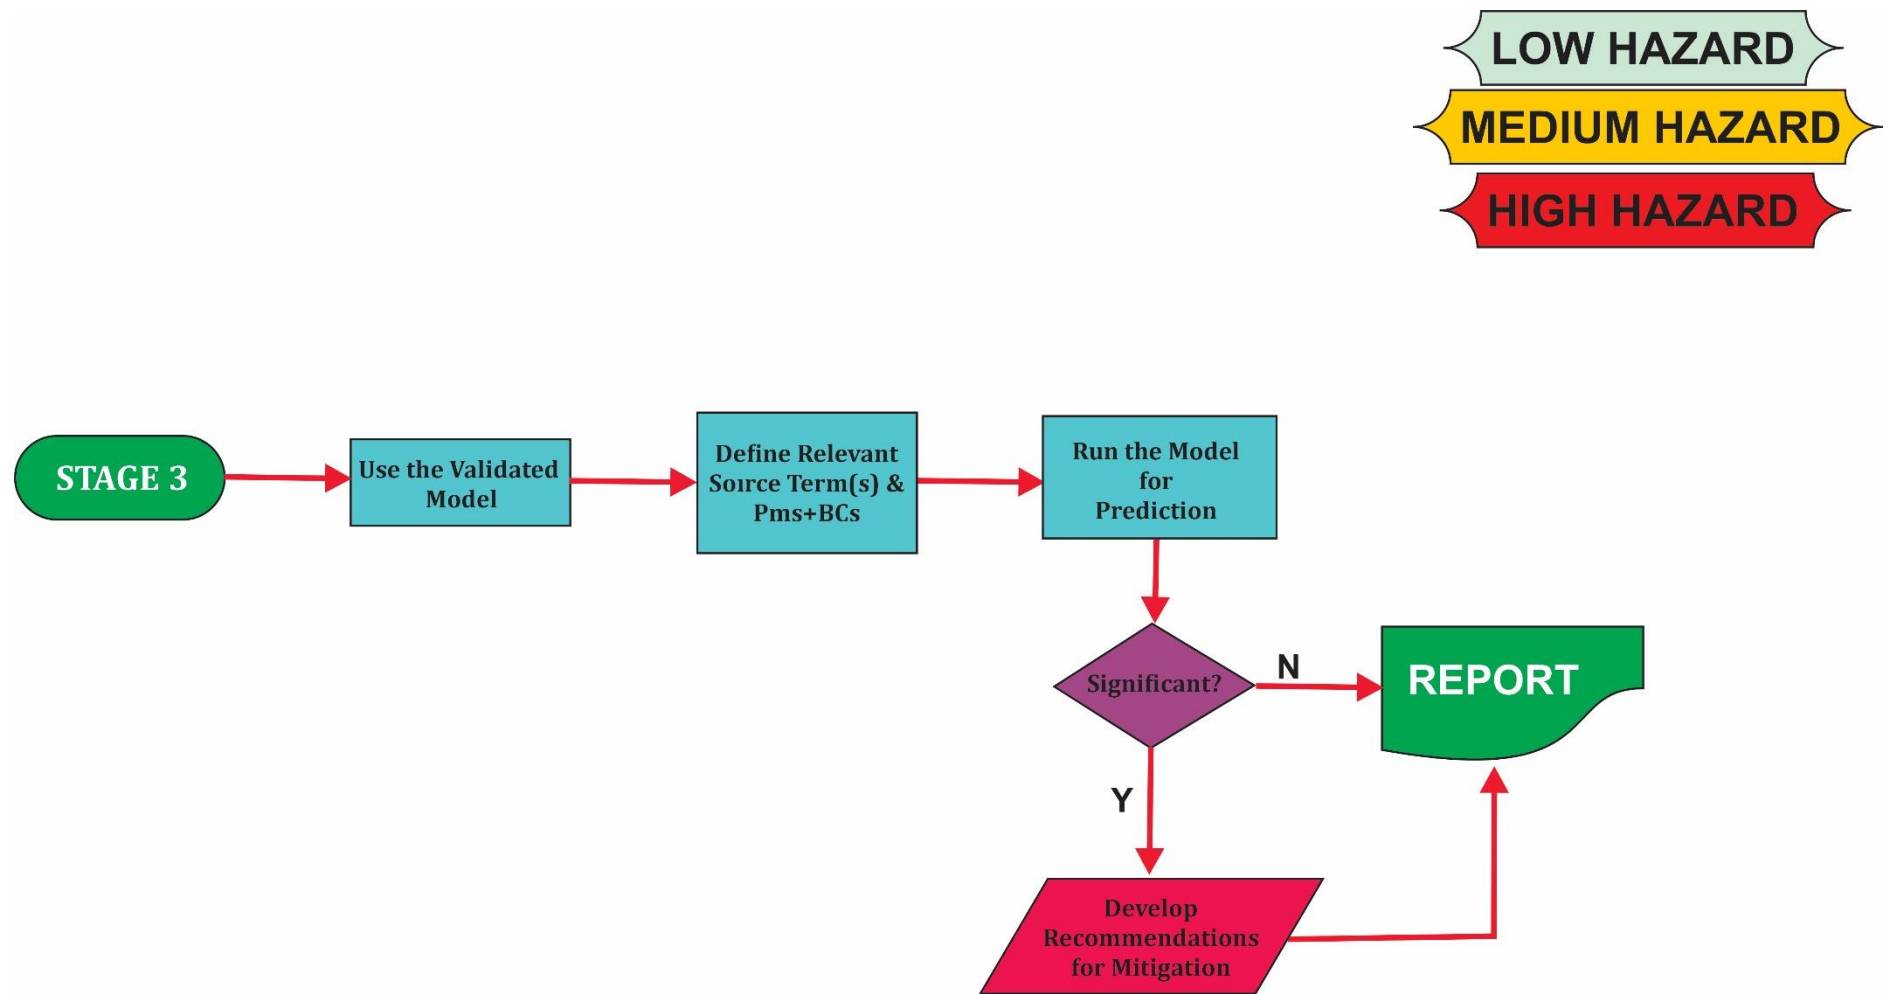 LOW HAZARD
MEDIUM HAZARD
HIGH HAZARD
STAGE 3
Use the Validated
Model
Define Relevant
Soırce Term(s) &
Pms+BCs
Run the Model
for
Prediction
Significant?
N
REPORT
Y
Develop
Recommendations
for Mitigation